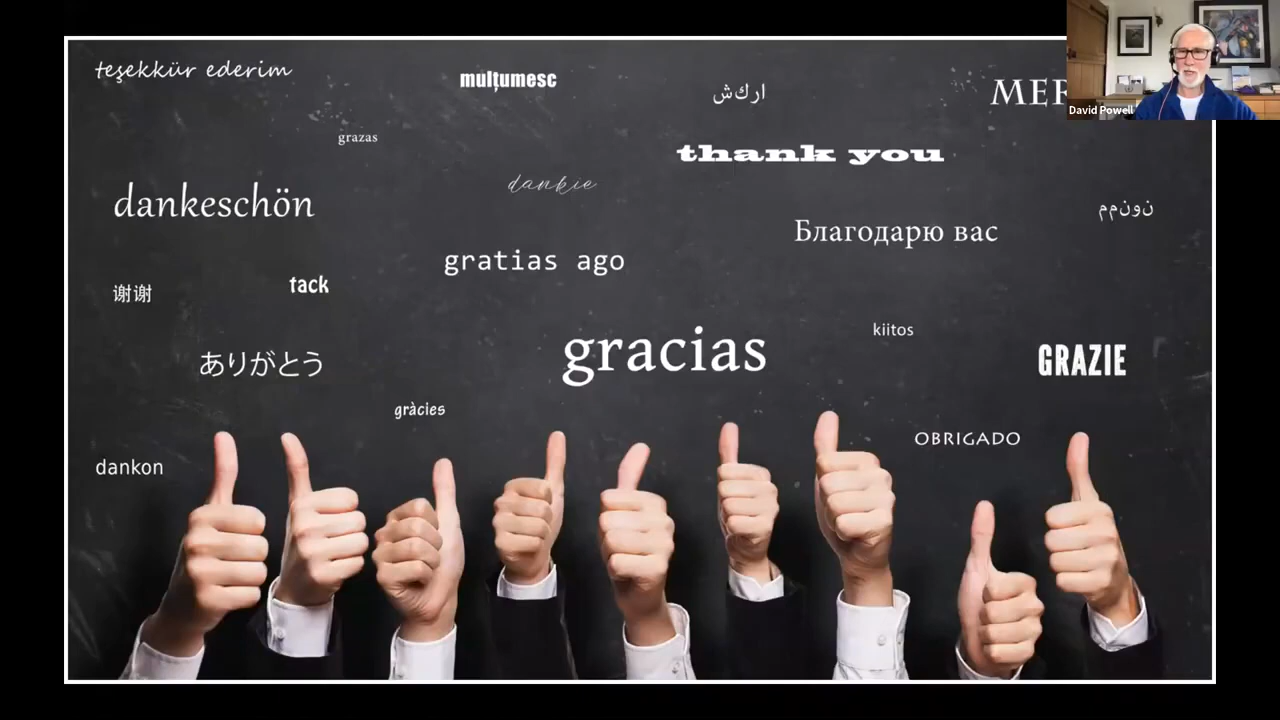 teşekkür ederim
mulțumesc
شكرا
MER
David Powell
grazas
thank you
dankie
dankeschön
ممنون
Благодарю вас
gratias ago
谢谢
tack
kiitos
gracias
GRAZIE
ありがとう
gràcies
OBRIGADO
dankon